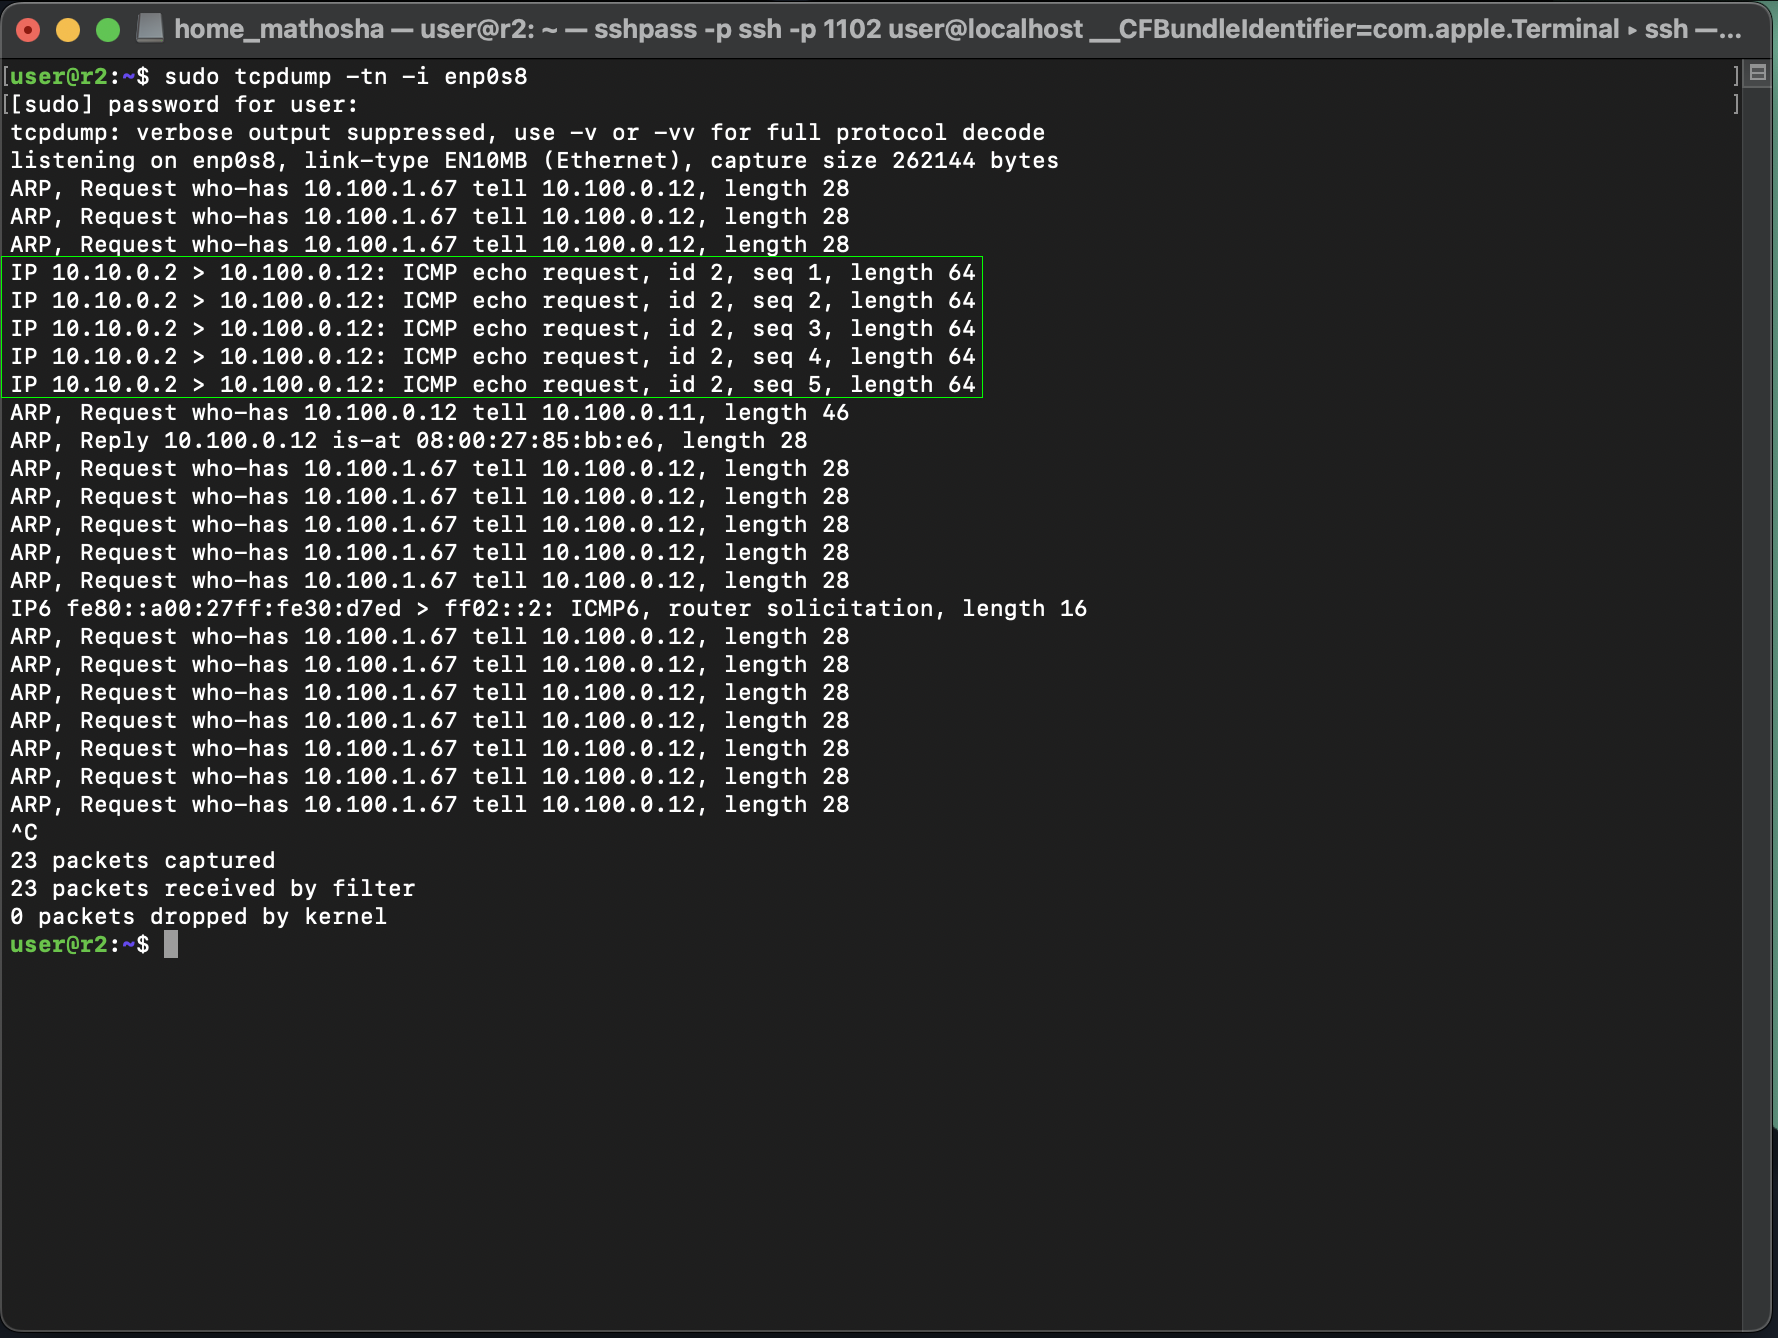 home_mathosha — user@r2: ~ — sshpass -p ssh -p 1102 user@localhost __CFBundleIdentifier=com.apple.Terminal ▸ ssh —...
[user@r2:~$ sudo tcpdump -tn -i enp0s8 ]
[[sudo] password for user: ]
tcpdump: verbose output suppressed, use -v or -vv for full protocol decode
listening on enp0s8, link-type EN10MB (Ethernet), capture size 262144 bytes
ARP, Request who-has 10.100.1.67 tell 10.100.0.12, length 28
ARP, Request who-has 10.100.1.67 tell 10.100.0.12, length 28
ARP, Request who-has 10.100.1.67 tell 10.100.0.12, length 28
IP 10.10.0.2 > 10.100.0.12: ICMP echo request, id 2, seq 1, length 64
IP 10.10.0.2 > 10.100.0.12: ICMP echo request, id 2, seq 2, length 64
IP 10.10.0.2 > 10.100.0.12: ICMP echo request, id 2, seq 3, length 64
IP 10.10.0.2 > 10.100.0.12: ICMP echo request, id 2, seq 4, length 64
IP 10.10.0.2 > 10.100.0.12: ICMP echo request, id 2, seq 5, length 64
ARP, Request who-has 10.100.0.12 tell 10.100.0.11, length 46
ARP, Reply 10.100.0.12 is-at 08:00:27:85:bb:e6, length 28
ARP, Request who-has 10.100.1.67 tell 10.100.0.12, length 28
ARP, Request who-has 10.100.1.67 tell 10.100.0.12, length 28
ARP, Request who-has 10.100.1.67 tell 10.100.0.12, length 28
ARP, Request who-has 10.100.1.67 tell 10.100.0.12, length 28
ARP, Request who-has 10.100.1.67 tell 10.100.0.12, length 28
IP6 fe80::a00:27ff:fe30:d7ed > ff02::2: ICMP6, router solicitation, length 16
ARP, Request who-has 10.100.1.67 tell 10.100.0.12, length 28
ARP, Request who-has 10.100.1.67 tell 10.100.0.12, length 28
ARP, Request who-has 10.100.1.67 tell 10.100.0.12, length 28
ARP, Request who-has 10.100.1.67 tell 10.100.0.12, length 28
ARP, Request who-has 10.100.1.67 tell 10.100.0.12, length 28
ARP, Request who-has 10.100.1.67 tell 10.100.0.12, length 28
ARP, Request who-has 10.100.1.67 tell 10.100.0.12, length 28
^C
23 packets captured
23 packets received by filter
0 packets dropped by kernel
user@r2:~$